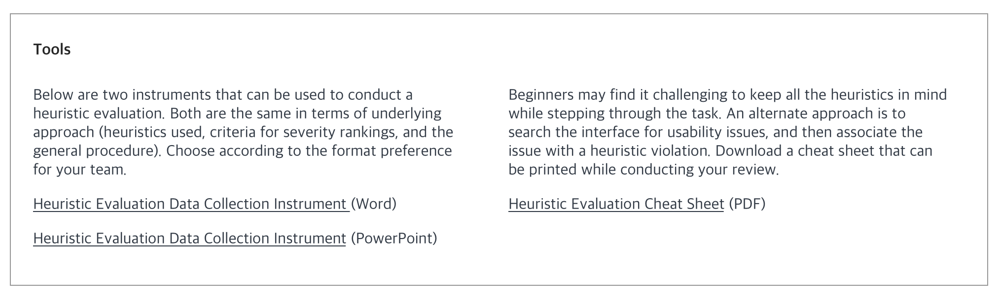 Tools
Below are two instruments that can be used to conduct a
heuristic evaluation. Both are the same in terms of underlying
approach (heuristics used, criteria for severity rankings, and the
general procedure). Choose according to the format preference
for your team.
Heuristic Evaluation Data Collection Instrument (Word)
Heuristic Evaluation Data Collection Instrument (PowerPoint)
Beginners may find it challenging to keep all the heuristics in mind
while stepping through the task. An alternate approach is to
search the interface for usability issues, and then associate the
issue with a heuristic violation. Download a cheat sheet that can
be printed while conducting your review.
Heuristic Evaluation Cheat Sheet (PDF)